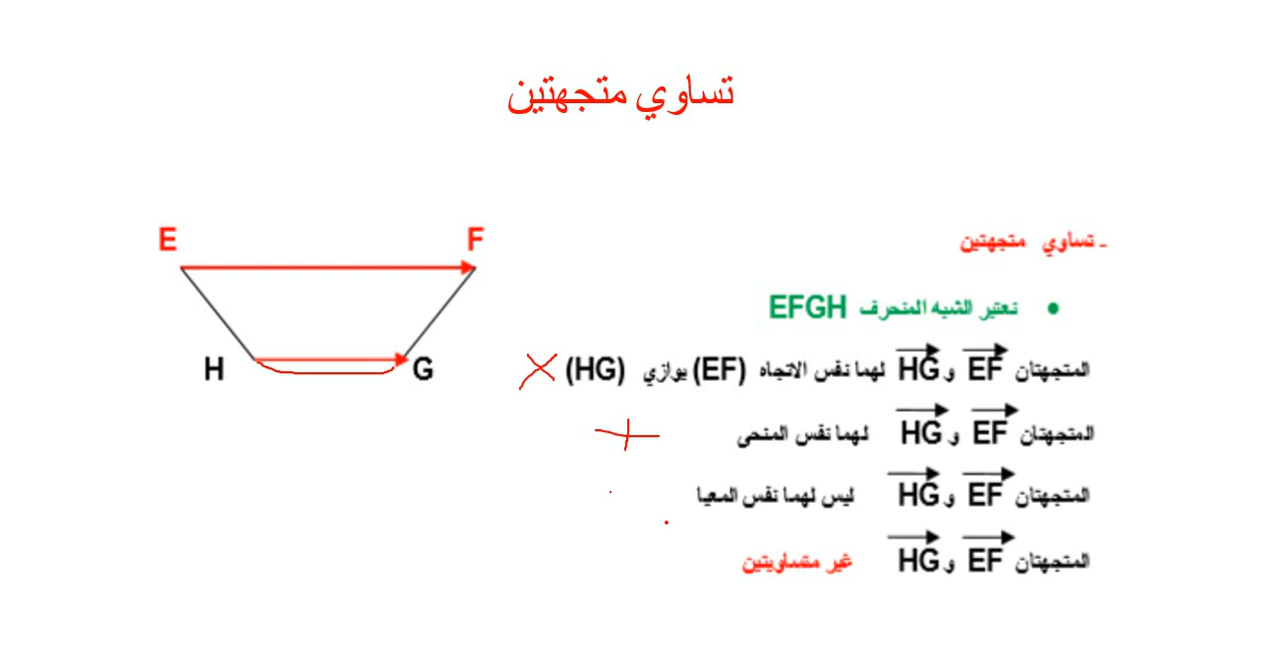 تساوي متجهتين
E F
H G
ـ تساوي متجهتين
• نعتبر الشبه المنحرف EFGH
المتجهتان EF و HG لهما نفس الاتجاه (EF) يوازي (HG)
المتجهتان EF و HG لهما نفس المنحى
المتجهتان EF و HG ليس لهما نفس المعيا
المتجهتان EF و HG غير متساويتين